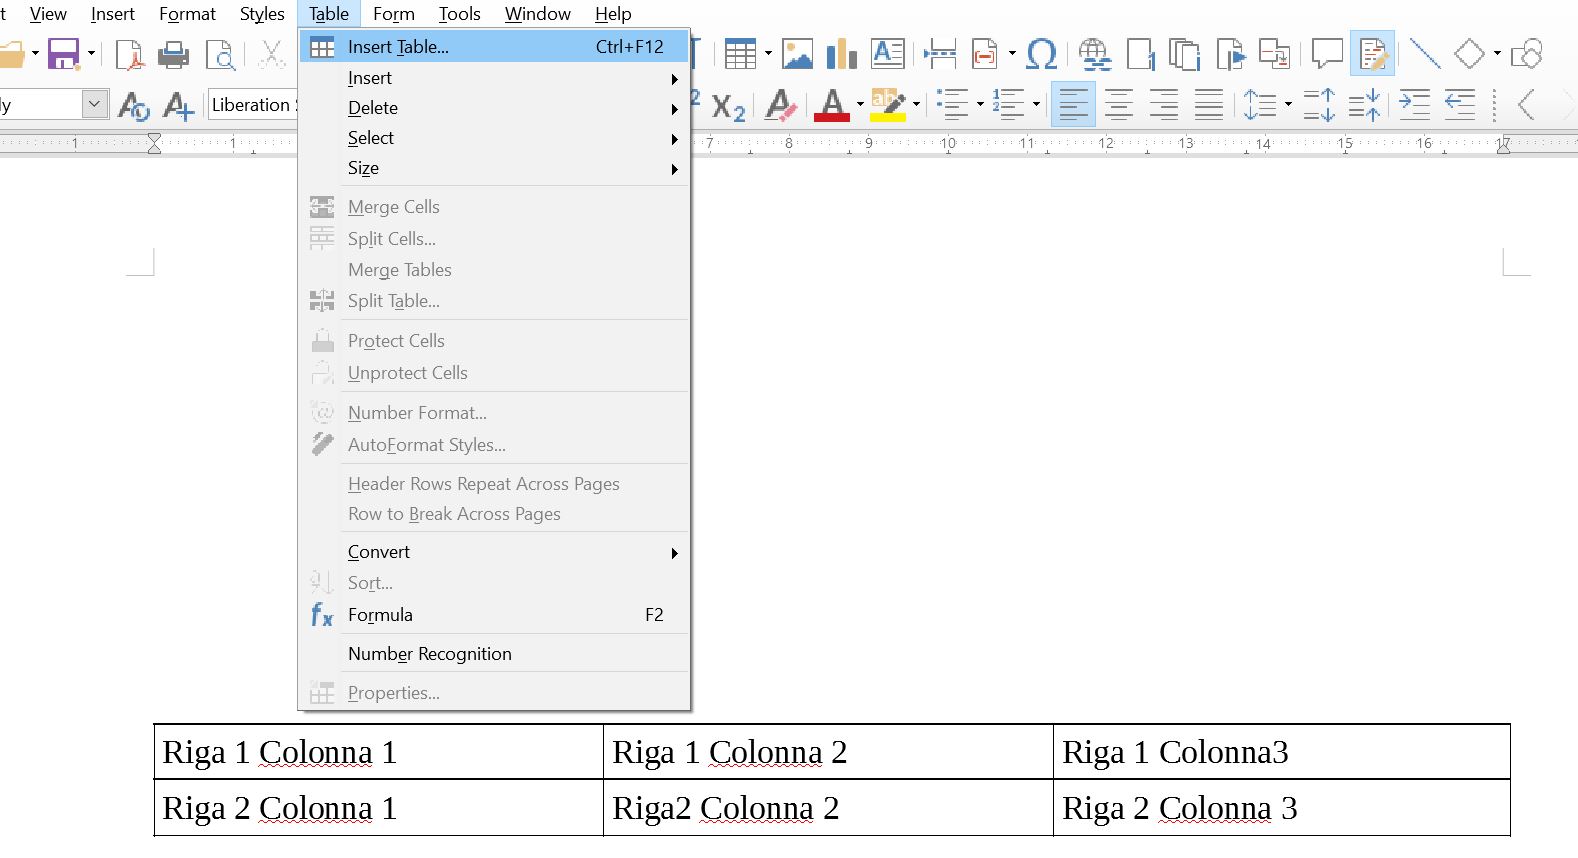 t View Insert Format Styles Table Form Tools Window Help
Insert Table... Ctrl+F12
Insert
Delete
Select
Size
Merge Cells
Split Cells...
Merge Tables
Split Table...
Protect Cells
Unprotect Cells
Number Format...
AutoFormat Styles...
Header Rows Repeat Across Pages
Row to Break Across Pages
Convert
Sort...
Formula F2
Number Recognition
Properties...
ly Liberation
1 1 7 8 9 10 11 12 13 14 15 16 17
Riga 1 Colonna 1 Riga 1 Colonna 2 Riga 1 Colonna3
Riga 2 Colonna 1 Riga2 Colonna 2 Riga 2 Colonna 3